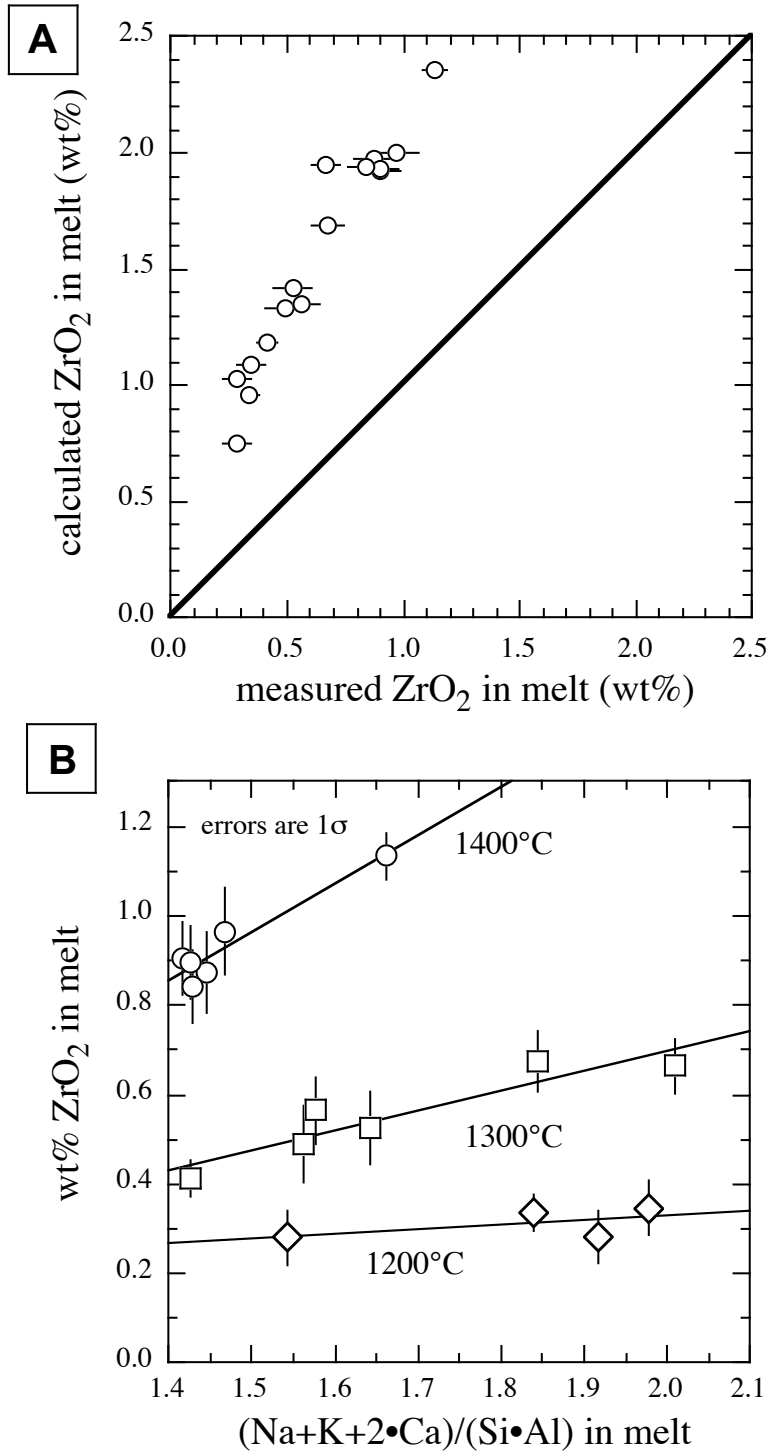 A
calculated ZrO2 in melt (wt%)
2.5
2.0
1.5
1.0
0.5
0.0
0.0 0.5 1.0 1.5 2.0 2.5
measured ZrO2 in melt (wt%)
B
wt% ZrO2 in melt
errors are 1σ
1400°C
1300°C
1200°C
1.2
1.0
0.8
0.6
0.4
0.2
0.0
1.4 1.5 1.6 1.7 1.8 1.9 2.0 2.1
(Na+K+2•Ca)/(Si•Al) in melt